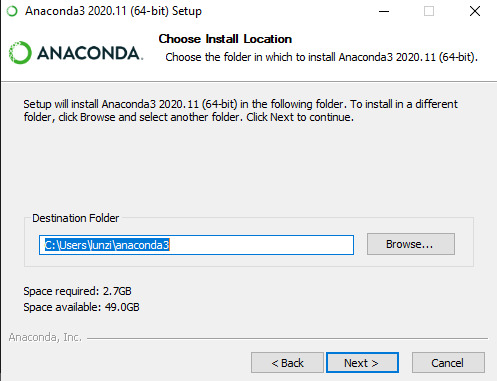 Anaconda3 2020.11 (64-bit) Setup
ANACONDA.
Choose Install Location
Choose the folder in which to install Anaconda3 2020.11 (64-bit).
Setup will install Anaconda3 2020.11 (64-bit) in the following folder. To install in a different
folder, click Browse and select another folder. Click Next to continue.
Destination Folder
C:\Users\lunzi\anaconda3
Browse...
Space required: 2.7GB
Space available: 49.0GB
Anaconda, Inc.
< Back
Next >
Cancel